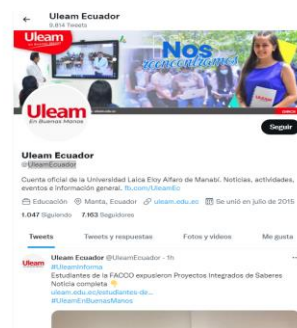 Uleam Ecuador
9.814 Tweets
Uleam
Nos
reencontramos
Uleam
En Buenas Manos
Seguir
Uleam Ecuador
@UleamEcuador
Cuenta oficial de la Universidad Laica Eloy Alfaro de Manabí. Noticias, actividades,
eventos e información general. fb.com/UleamEc
Educación Manta, Ecuador uleam.edu.ec Se unió en julio de 2015
1.047 Siguiendo 7.163 Seguidores
Tweets Tweets y respuestas Fotos y videos Me gusta
Uleam Ecuador @UleamEcuador · 1h
#UleamInforma
Estudiantes de la FACCO expusieron Proyectos Integrados de Saberes
Noticia completa
uleam.edu.ec/estudiantes-de...
#UleamEnBuenasManos
Uleam